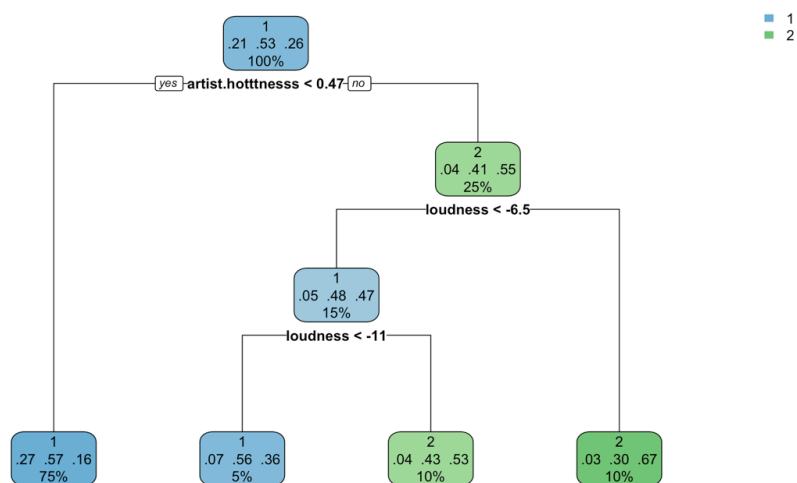 1
.21 .53 .26
100%
1
2
yes artist.hotttnesss < 0.47 no
2
.04 .41 .55
25%
loudness < -6.5
1
.05 .48 .47
15%
loudness < -11
1
.27 .57 .16
75%
1
.07 .56 .36
5%
2
.04 .43 .53
10%
2
.03 .30 .67
10%